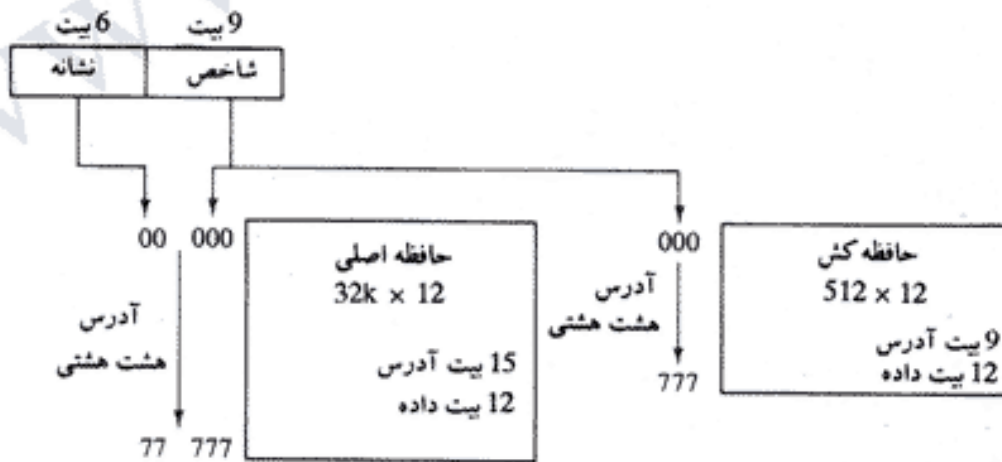 6 بیت 9 بیت
نشانه شاخص
00 000
000
آدرس
هشت هشتی
77 777
حافظه اصلی
32k × 12
15 بیت آدرس
12 بیت داده
آدرس
هشت هشتی
777
حافظه کش
512 × 12
9 بیت آدرس
12 بیت داده